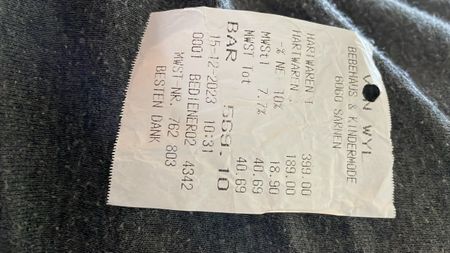 VON WYL
BEBEHAUS & KINDERMODE
6060 SARNEN
HARTWAREN 1 399.00
HARTWAREN 189.00
-% NE 10% 18.90
MWSt1 7.7% 40.69
MWST Tot 40.69
BAR 569.10
15-12-2023 10:31
0001 BEDIENER02 4342
MWST NR. 762 803
BESTEN DANK